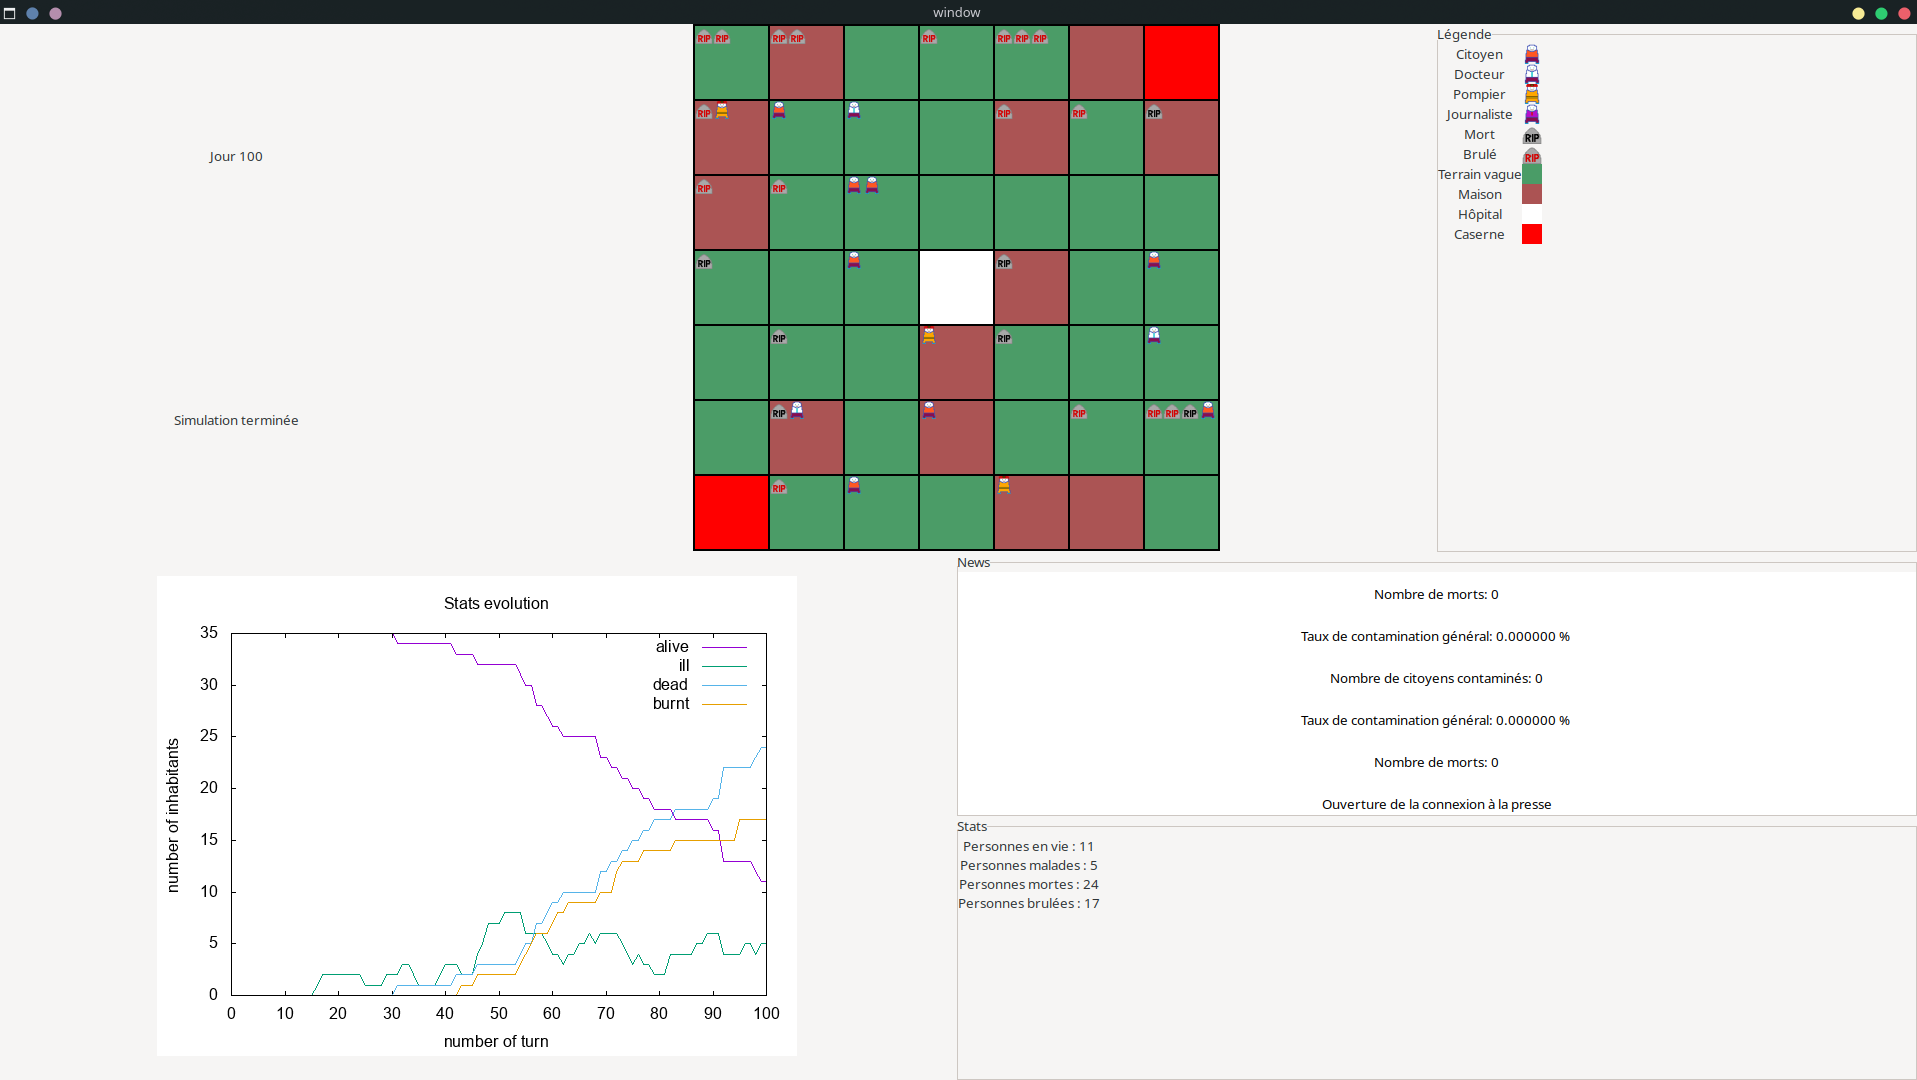 window
RIP RIP RIP RIP RIP RIP RIP RIP
Légende
Citoyen
Docteur
Pompier
Journaliste
Mort RIP
Brulé RIP
Terrain vague
Maison
Hôpital
Caserne
RIP RIP RIP RIP
Jour 100
RIP RIP
RIP RIP
RIP RIP
Simulation terminée
RIP RIP RIP RIP RIP
RIP
Stats evolution
35
30
25
20
15
10
5
0
number of inhabitants
alive
ill
dead
burnt
0 10 20 30 40 50 60 70 80 90 100
number of turn
News
Nombre de morts: 0
Taux de contamination général: 0.000000 %
Nombre de citoyens contaminés: 0
Taux de contamination général: 0.000000 %
Nombre de morts: 0
Ouverture de la connexion à la presse
Stats
Personnes en vie : 11
Personnes malades : 5
Personnes mortes : 24
Personnes brulées : 17